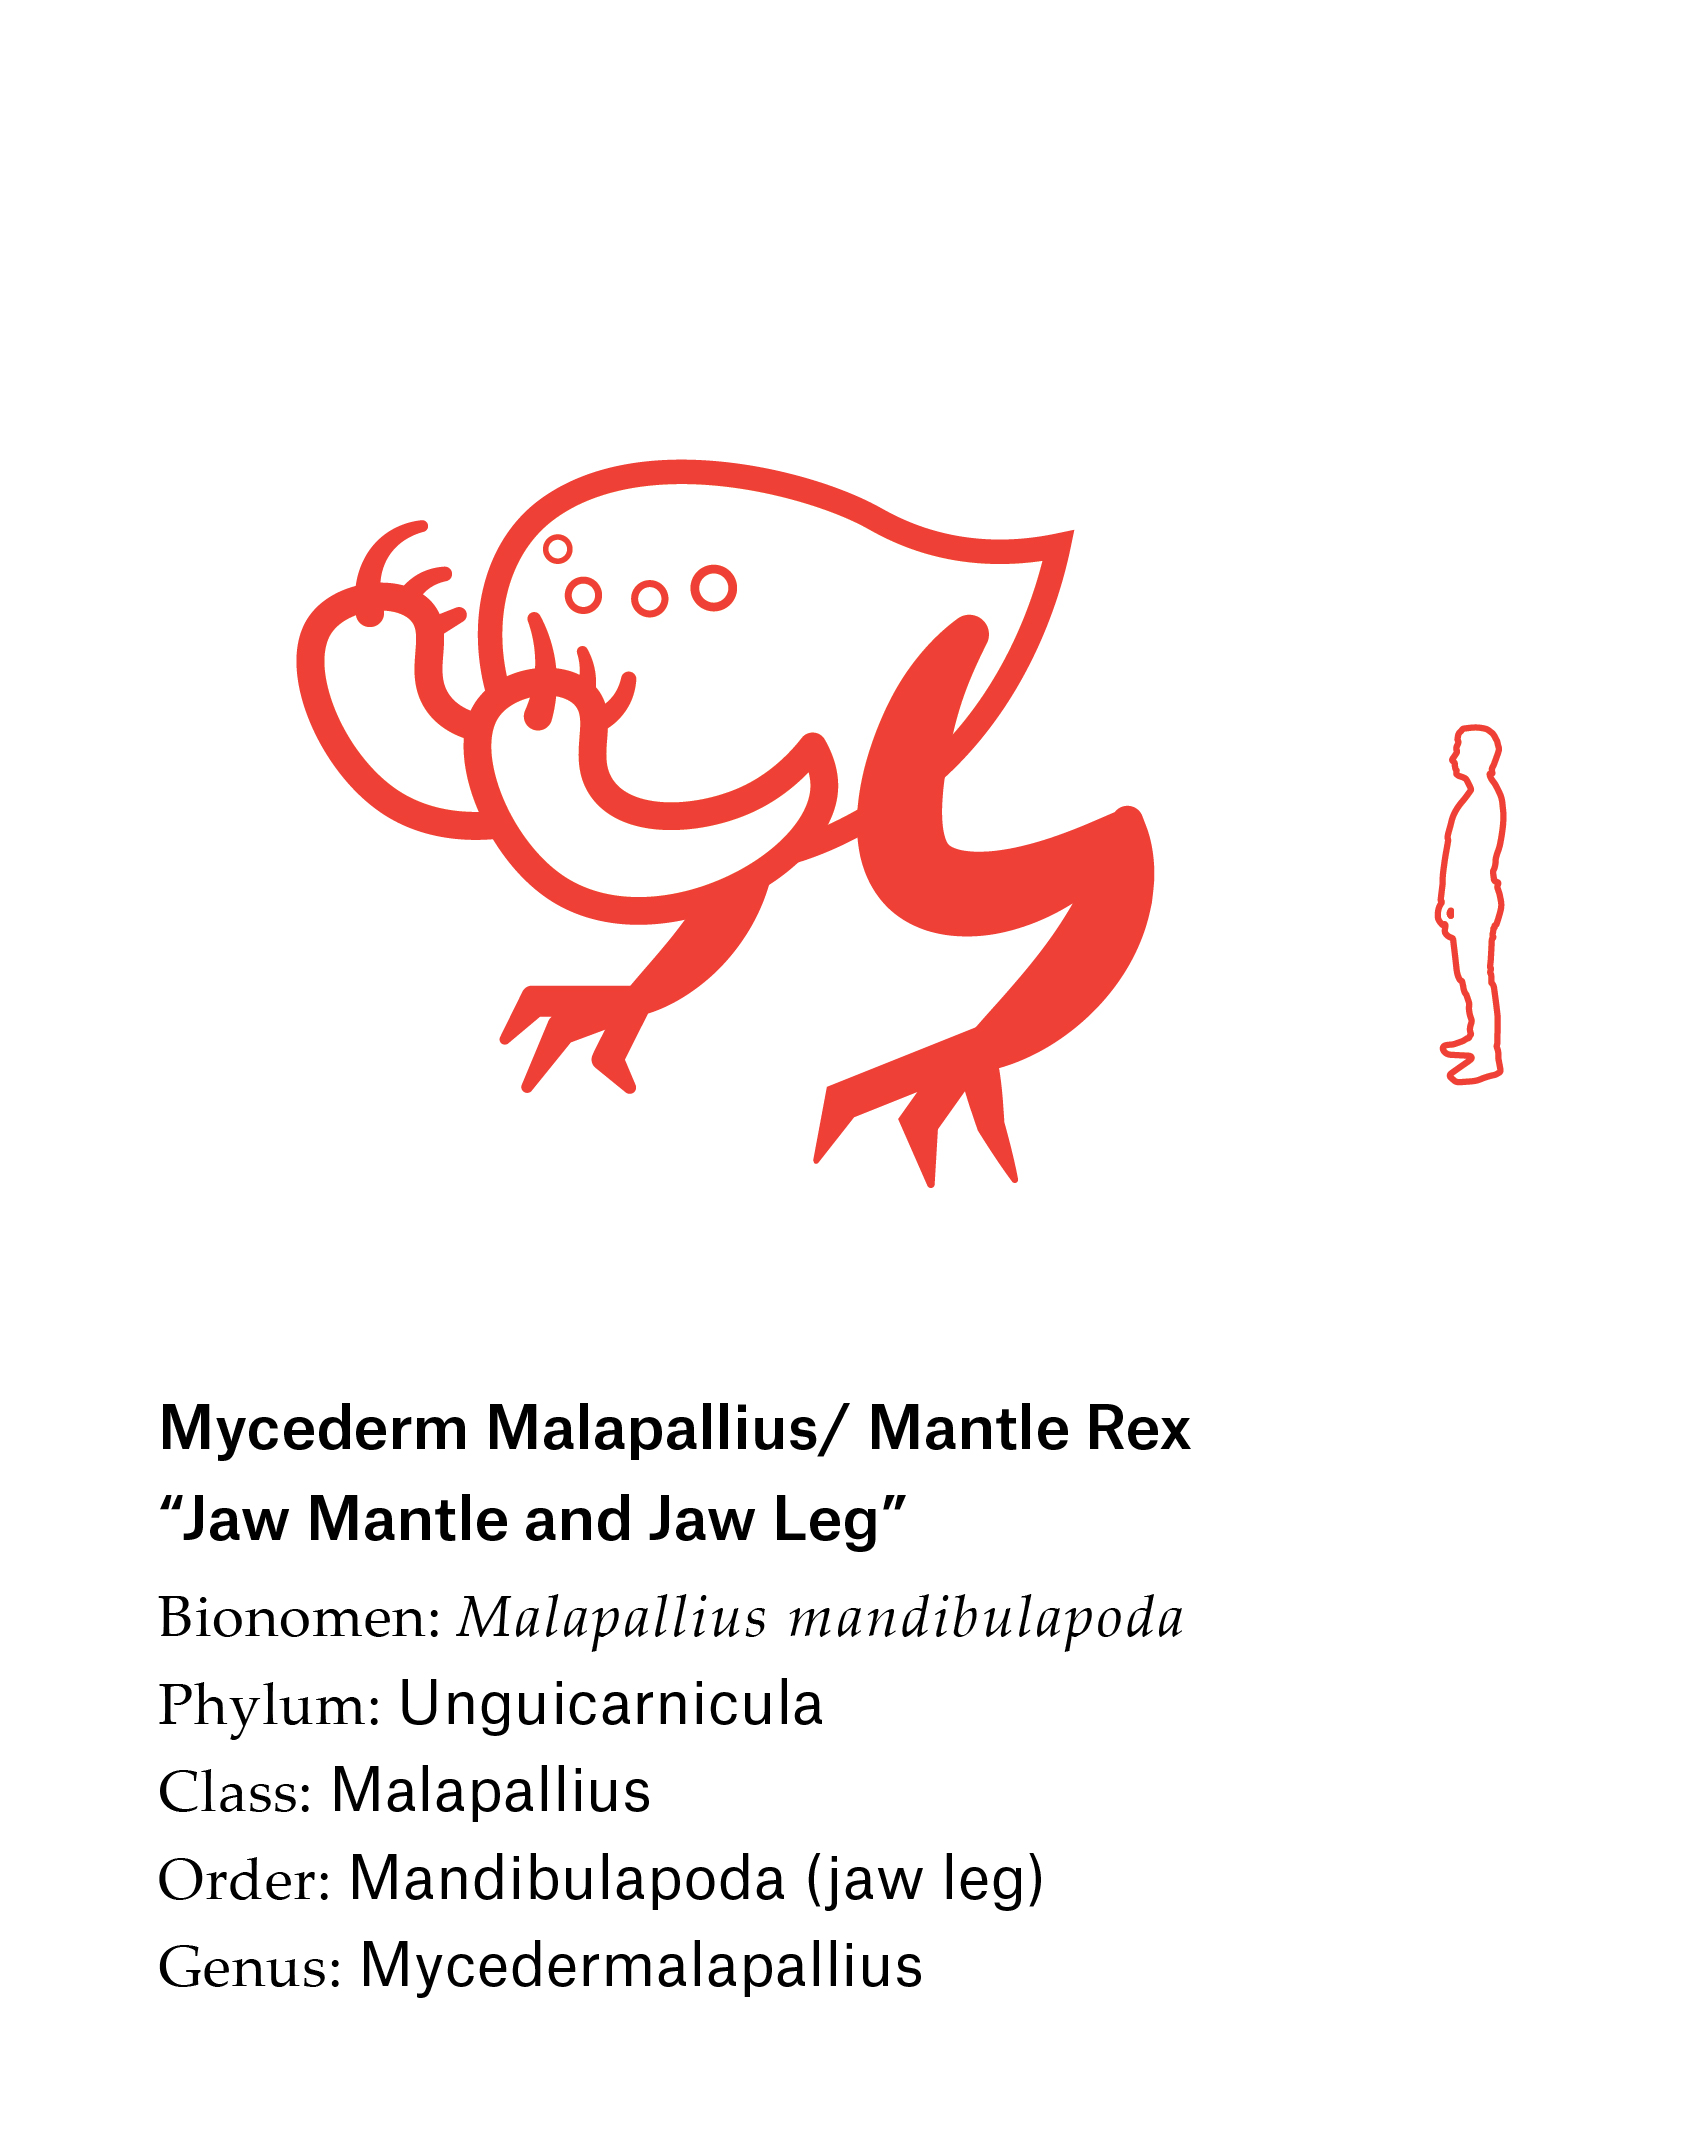 Mycederm Malapallius/ Mantle Rex
“Jaw Mantle and Jaw Leg”
Bionomen: Malapallius mandibulapoda
Phylum: Unguicarnicula
Class: Malapallius
Order: Mandibulapoda (jaw leg)
Genus: Mycedermalapallius